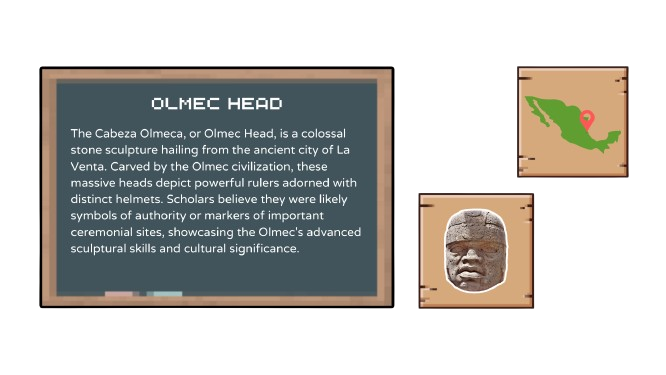 OLMEC HEAD
The Cabeza Olmeca, or Olmec Head, is a colossal
stone sculpture hailing from the ancient city of La
Venta. Carved by the Olmec civilization, these
massive heads depict powerful rulers adorned with
distinct helmets. Scholars believe they were likely
symbols of authority or markers of important
ceremonial sites, showcasing the Olmec's advanced
sculptural skills and cultural significance.